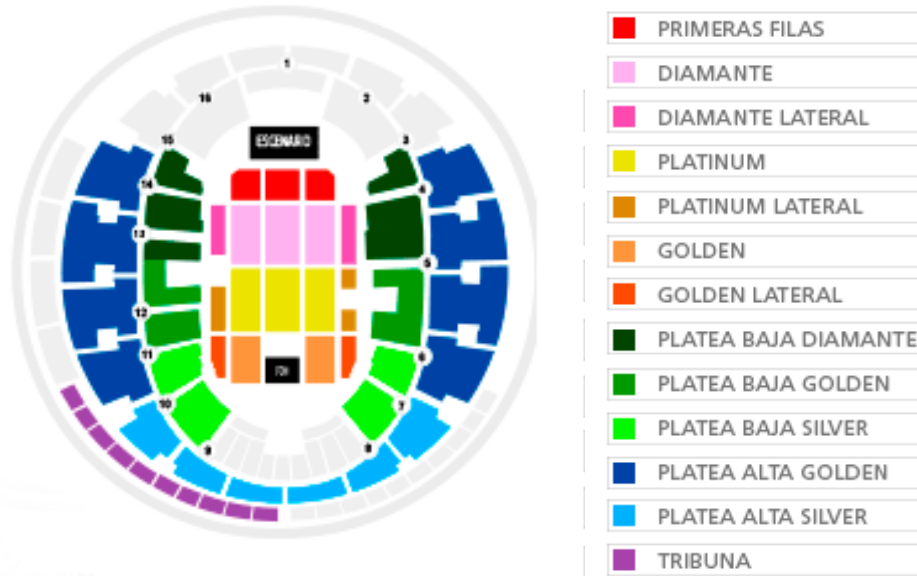 1
16
2
ESCENARIO
15
3
14
4
13
5
12
11
6
10
7
9
8
PRIMERAS FILAS
DIAMANTE
DIAMANTE LATERAL
PLATINUM
PLATINUM LATERAL
GOLDEN
GOLDEN LATERAL
PLATEA BAJA DIAMANTE
PLATEA BAJA GOLDEN
PLATEA BAJA SILVER
PLATEA ALTA GOLDEN
PLATEA ALTA SILVER
TRIBUNA